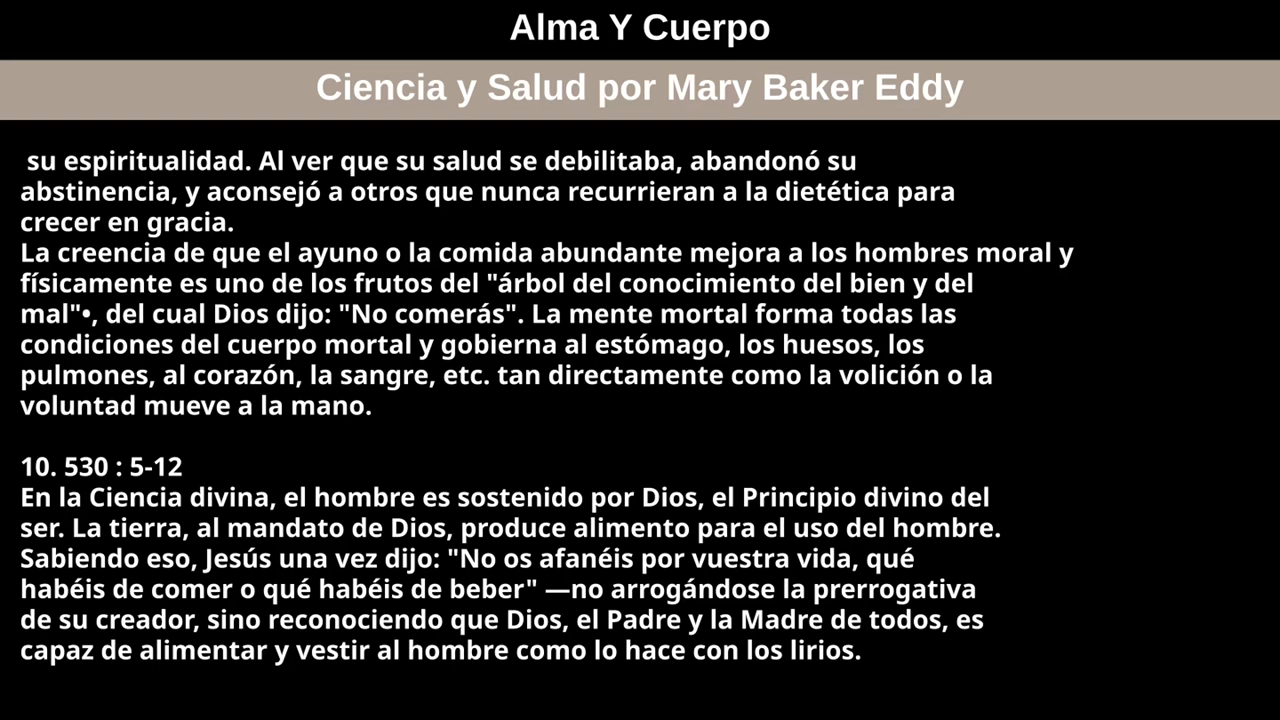 Alma Y Cuerpo
Ciencia y Salud por Mary Baker Eddy
su espiritualidad. Al ver que su salud se debilitaba, abandonó su
abstinencia, y aconsejó a otros que nunca recurrieran a la dietética para
crecer en gracia.
La creencia de que el ayuno o la comida abundante mejora a los hombres moral y
físicamente es uno de los frutos del "árbol del conocimiento del bien y del
mal"•, del cual Dios dijo: "No comerás". La mente mortal forma todas las
condiciones del cuerpo mortal y gobierna al estómago, los huesos, los
pulmones, al corazón, la sangre, etc. tan directamente como la volición o la
voluntad mueve a la mano.
10. 530 : 5-12
En la Ciencia divina, el hombre es sostenido por Dios, el Principio divino del
ser. La tierra, al mandato de Dios, produce alimento para el uso del hombre.
Sabiendo eso, Jesús una vez dijo: "No os afanéis por vuestra vida, qué
habéis de comer o qué habéis de beber" —no arrogándose la prerrogativa
de su creador, sino reconociendo que Dios, el Padre y la Madre de todos, es
capaz de alimentar y vestir al hombre como lo hace con los lirios.